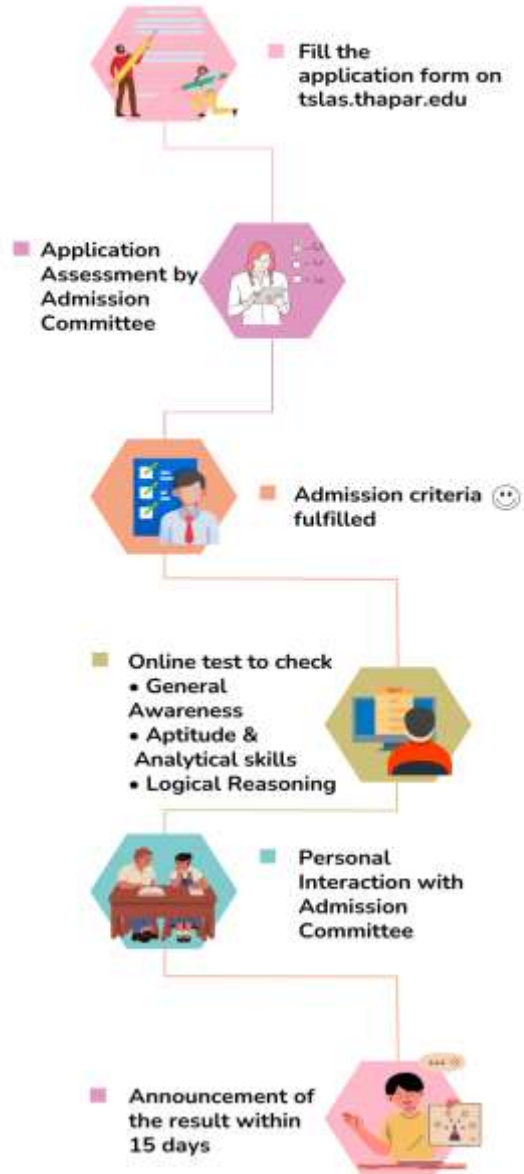 Fill the
application form on
tslas.thapar.edu
Application
Assessment by
Admission
Committee
Admission criteria
fulfilled
Online test to check
• General
Awareness
• Aptitude &
Analytical skills
• Logical Reasoning
Personal
Interaction with
Admission
Committee
Announcement of
the result within
15 days